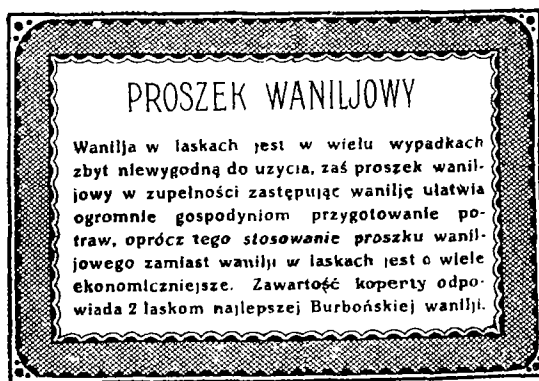 PROSZEK WANILJOWY
Wanilja w laskach jest w wielu wypadkach
zbyt niewygodną do uzycia, zaś proszek wanil-
jowy w zupełności zastępując wanilję ułatwia
ogromnie gospodyniom przygotowanie po-
traw, oprócz tego stosowanie proszku wanil-
jowego zamiast wanilji w laskach jest o wiele
ekonomiczniejsze. Zawartość koperty odpo-
wiada 2 laskom najlepszej Burbońskiej wanilji.